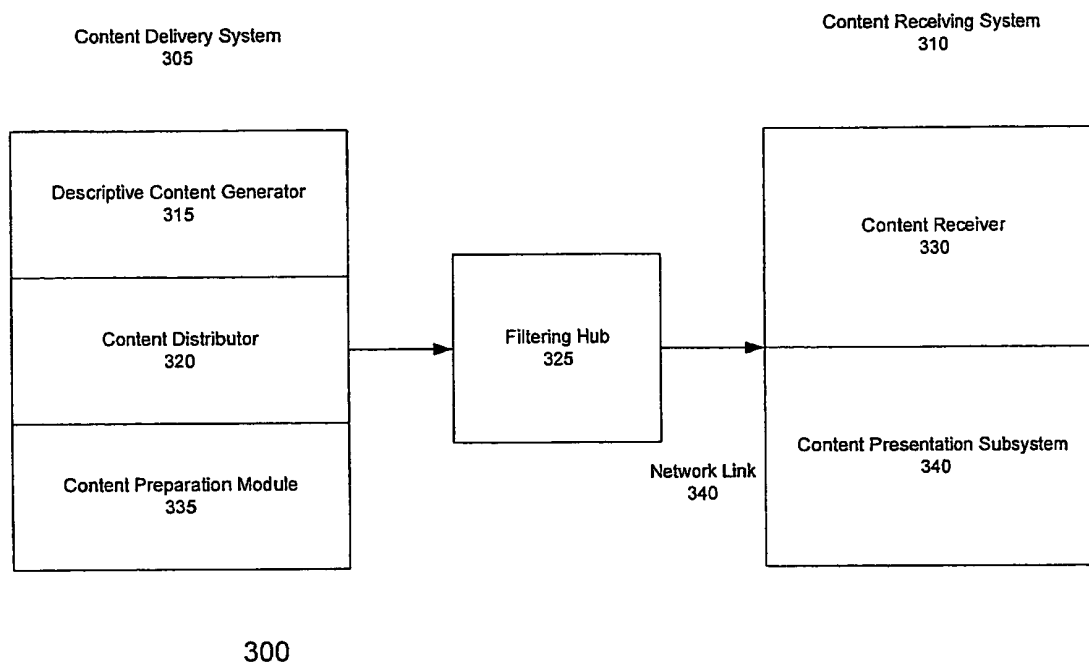 Content Delivery System
305
Content Receiving System
310
Descriptive Content Generator
315
Content Distributor
320
Content Preparation Module
335
Filtering Hub
325
Network Link
340
Content Receiver
330
Content Presentation Subsystem
340
300